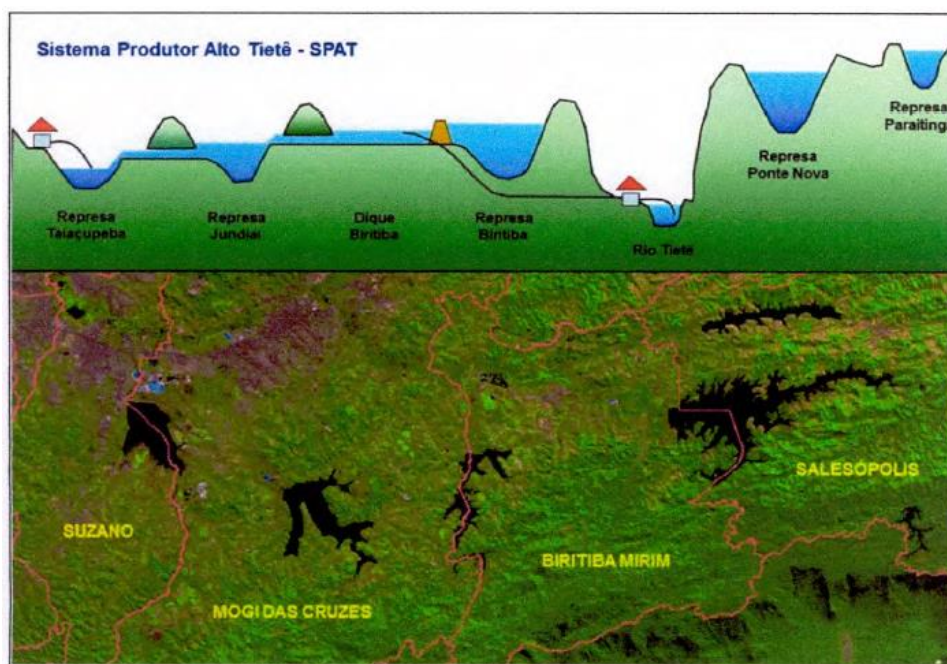 Sistema Produtor Alto Tietê - SPAT
Represa
Paraiting
Represa
Ponte Nova
Represa
Taiaçupeba
Represa
Jundiaí
Dique
Biritiba
Represa
Biritiba
Rio Tietê
SALESÓPOLIS
SUZANO
BIRITIBA MIRIM
MOGI DAS CRUZES